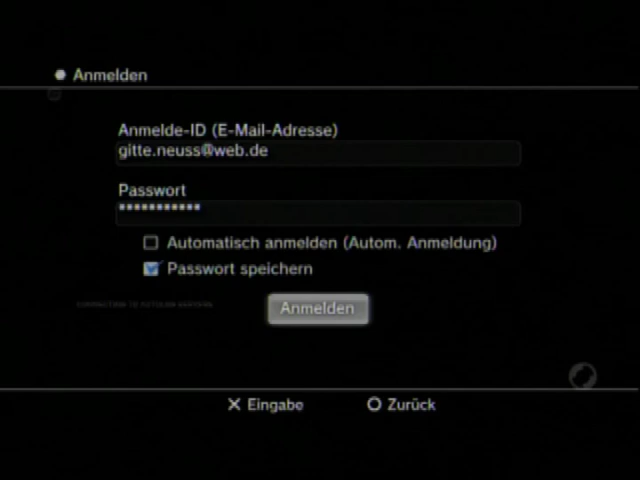 Anmelden
Anmelde-ID (E-Mail-Adresse)
gitte.neuss@web.de
Passwort
***********
Automatisch anmelden (Autom. Anmeldung)
Passwort speichern
Anmelden
Eingabe
Zurück